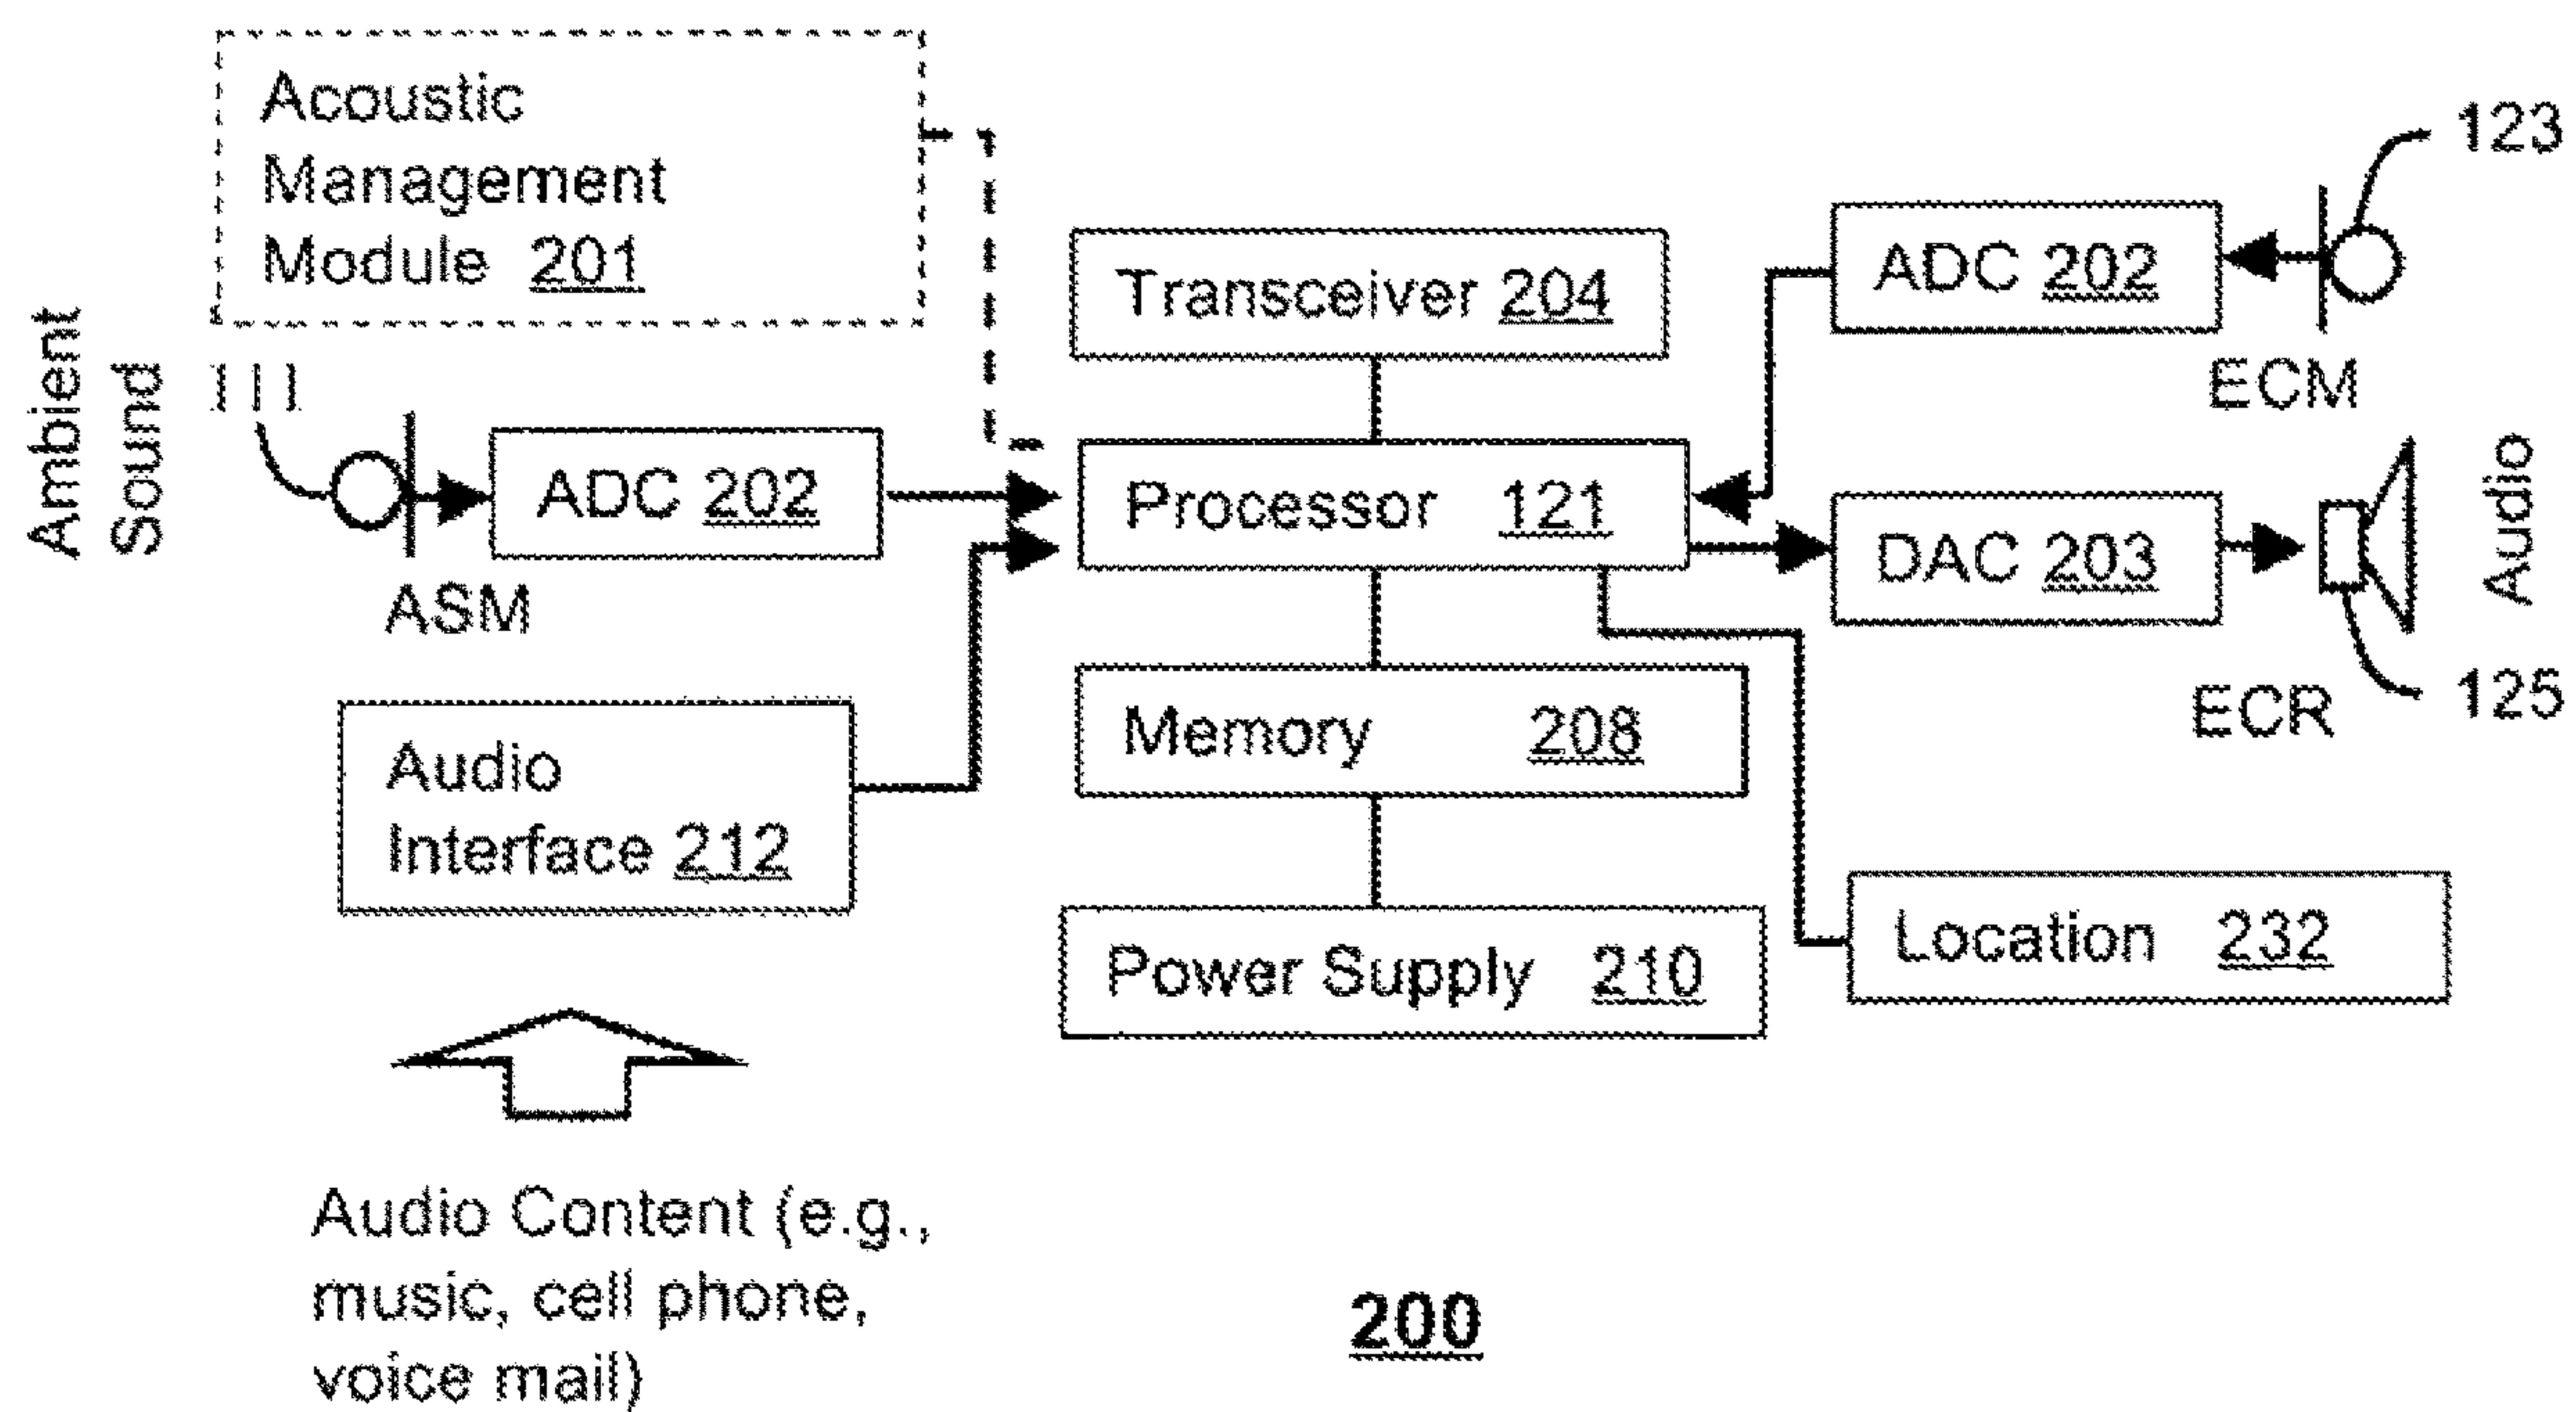 Acoustic
Management
Module 201
Ambient
Sound
ADC 202
ASM
Audio
Interface 212
Audio Content (e.g.,
music, cell phone,
voice mail)
Transceiver 204
Processor 121
Memory 208
Power Supply 210
ADC 202
123
ECM
DAC 203
Audio
ECR
125
Location 232
200